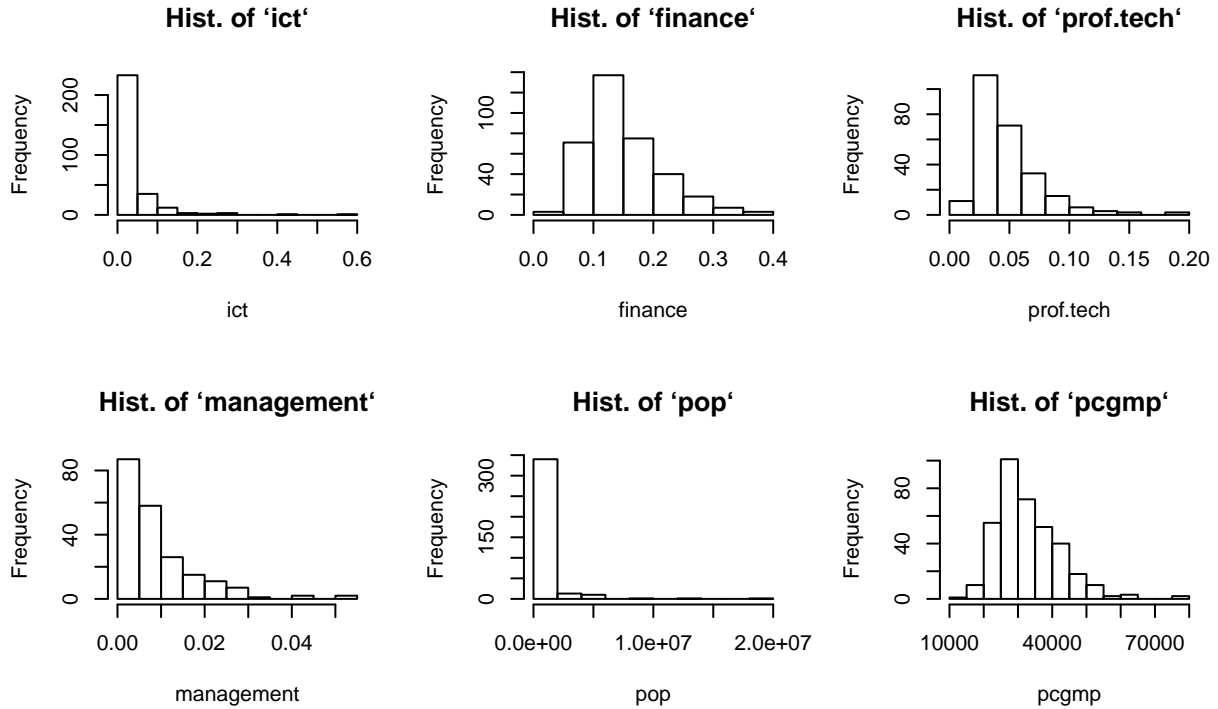 Hist. of ‘ict‘
Frequency
0
100
200
0.0
0.2
0.4
0.6
ict
Hist. of ‘finance‘
Frequency
0
40
100
0.0
0.1
0.2
0.3
0.4
finance
Hist. of ‘prof.tech‘
Frequency
0
40
80
0.00
0.05
0.10
0.15
0.20
prof.tech
Hist. of ‘management‘
Frequency
0
40
80
0.00
0.02
0.04
management
Hist. of ‘pop‘
Frequency
0
150
300
0.0e+00
1.0e+07
2.0e+07
pop
Hist. of ‘pcgmp‘
Frequency
0
40
80
10000
40000
70000
pcgmp